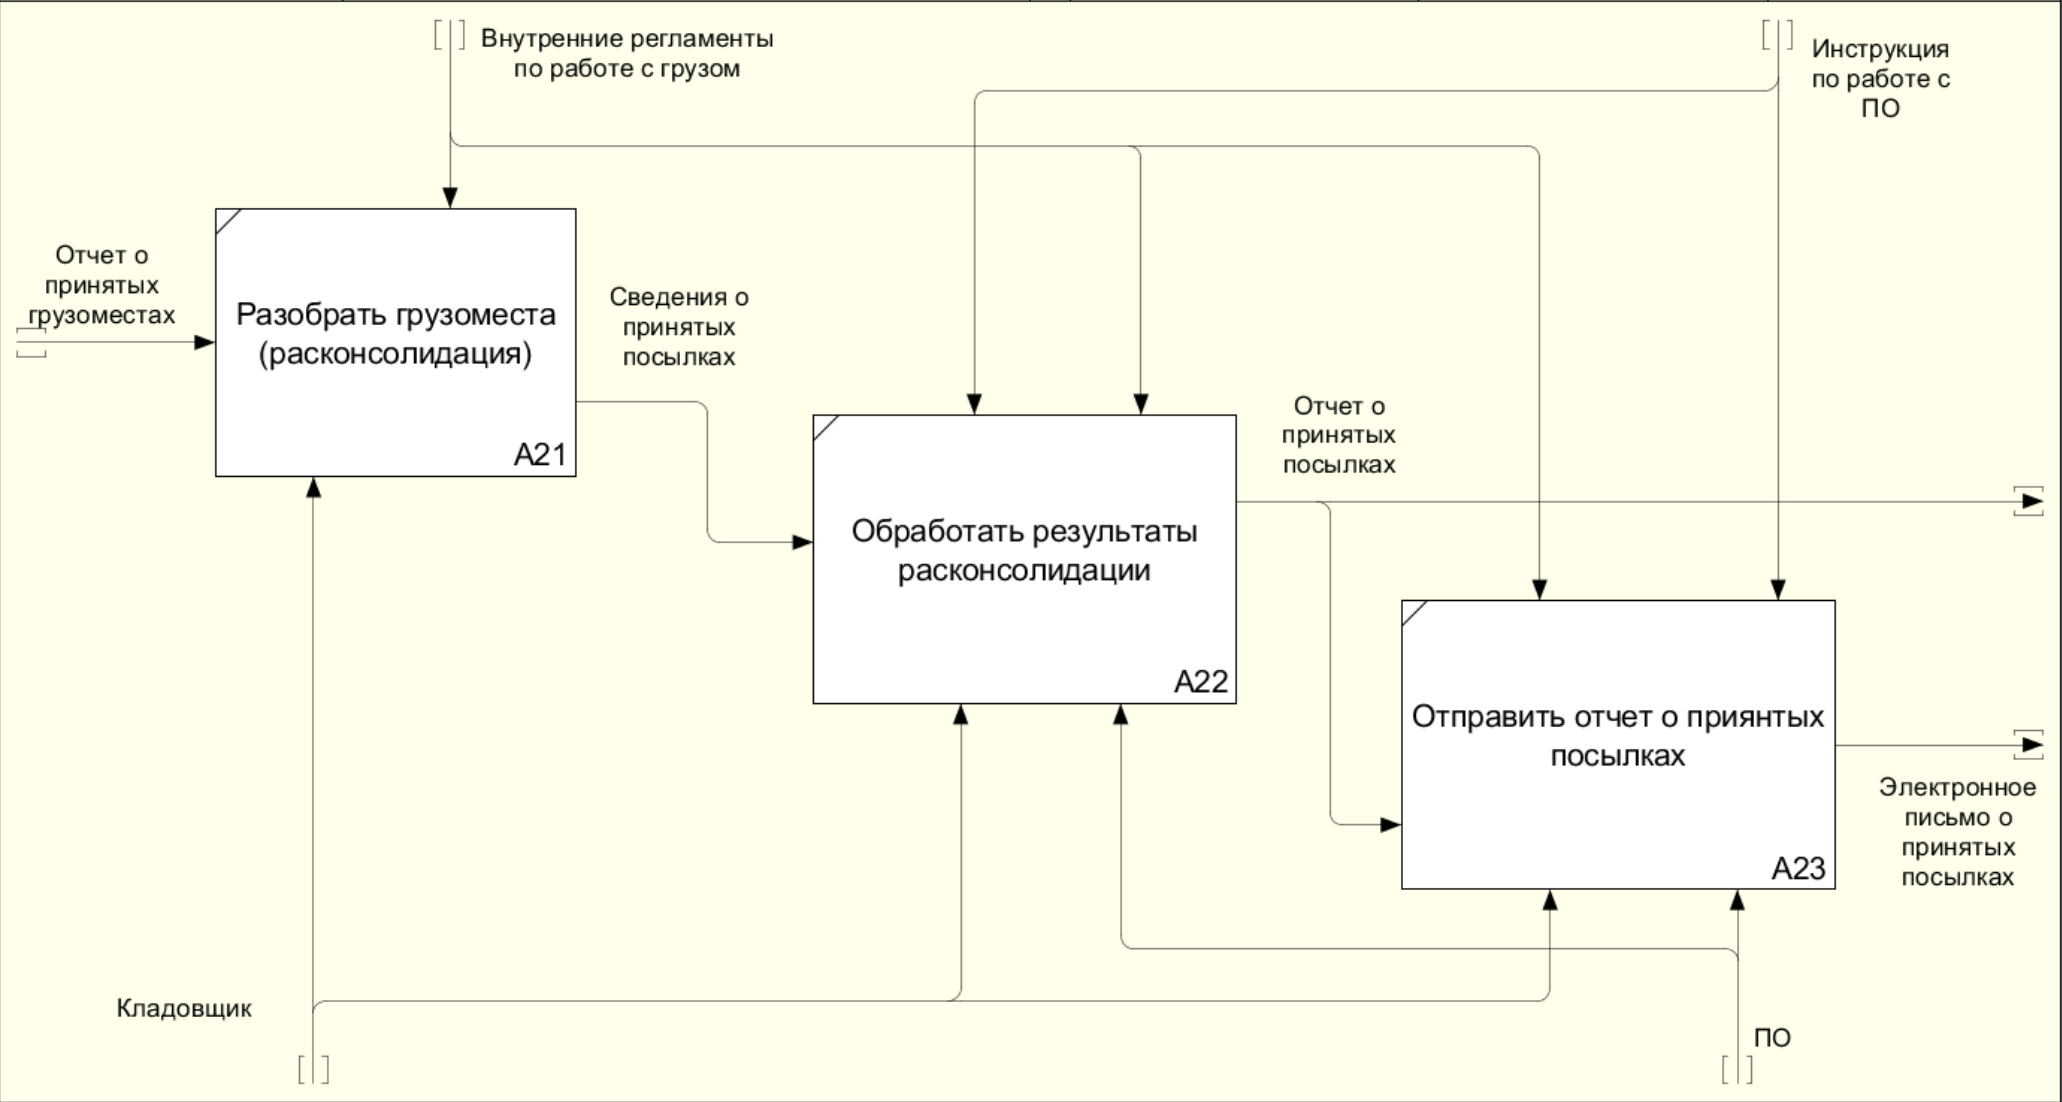 Внутренние регламенты
по работе с грузом
Инструкция
по работе с
ПО
Отчет о
принятых
грузоместах
Разобрать грузоместа
(расконсолидация)
A21
Сведения о
принятых
посылках
Обработать результаты
расконсолидации
A22
Отчет о
принятых
посылках
Отправить отчет о приянтых
посылках
A23
Электронное
письмо о
принятых
посылках
Кладовщик
ПО